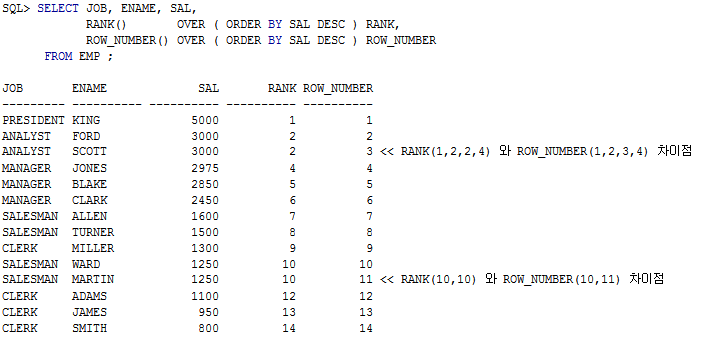 SQL> SELECT JOB, ENAME, SAL,
RANK() OVER ( ORDER BY SAL DESC ) RANK,
ROW_NUMBER() OVER ( ORDER BY SAL DESC ) ROW_NUMBER
FROM EMP ;
JOB ENAME SAL RANK ROW_NUMBER
--------- ---------- ---------- ---------- ----------
PRESIDENT KING 5000 1 1
ANALYST FORD 3000 2 2
ANALYST SCOTT 3000 2 3 << RANK(1,2,2,4) 와 ROW_NUMBER(1,2,3,4) 차이점
MANAGER JONES 2975 4 4
MANAGER BLAKE 2850 5 5
MANAGER CLARK 2450 6 6
SALESMAN ALLEN 1600 7 7
SALESMAN TURNER 1500 8 8
CLERK MILLER 1300 9 9
SALESMAN WARD 1250 10 10
SALESMAN MARTIN 1250 10 11 << RANK(10,10) 와 ROW_NUMBER(10,11) 차이점
CLERK ADAMS 1100 12 12
CLERK JAMES 950 13 13
CLERK SMITH 800 14 14